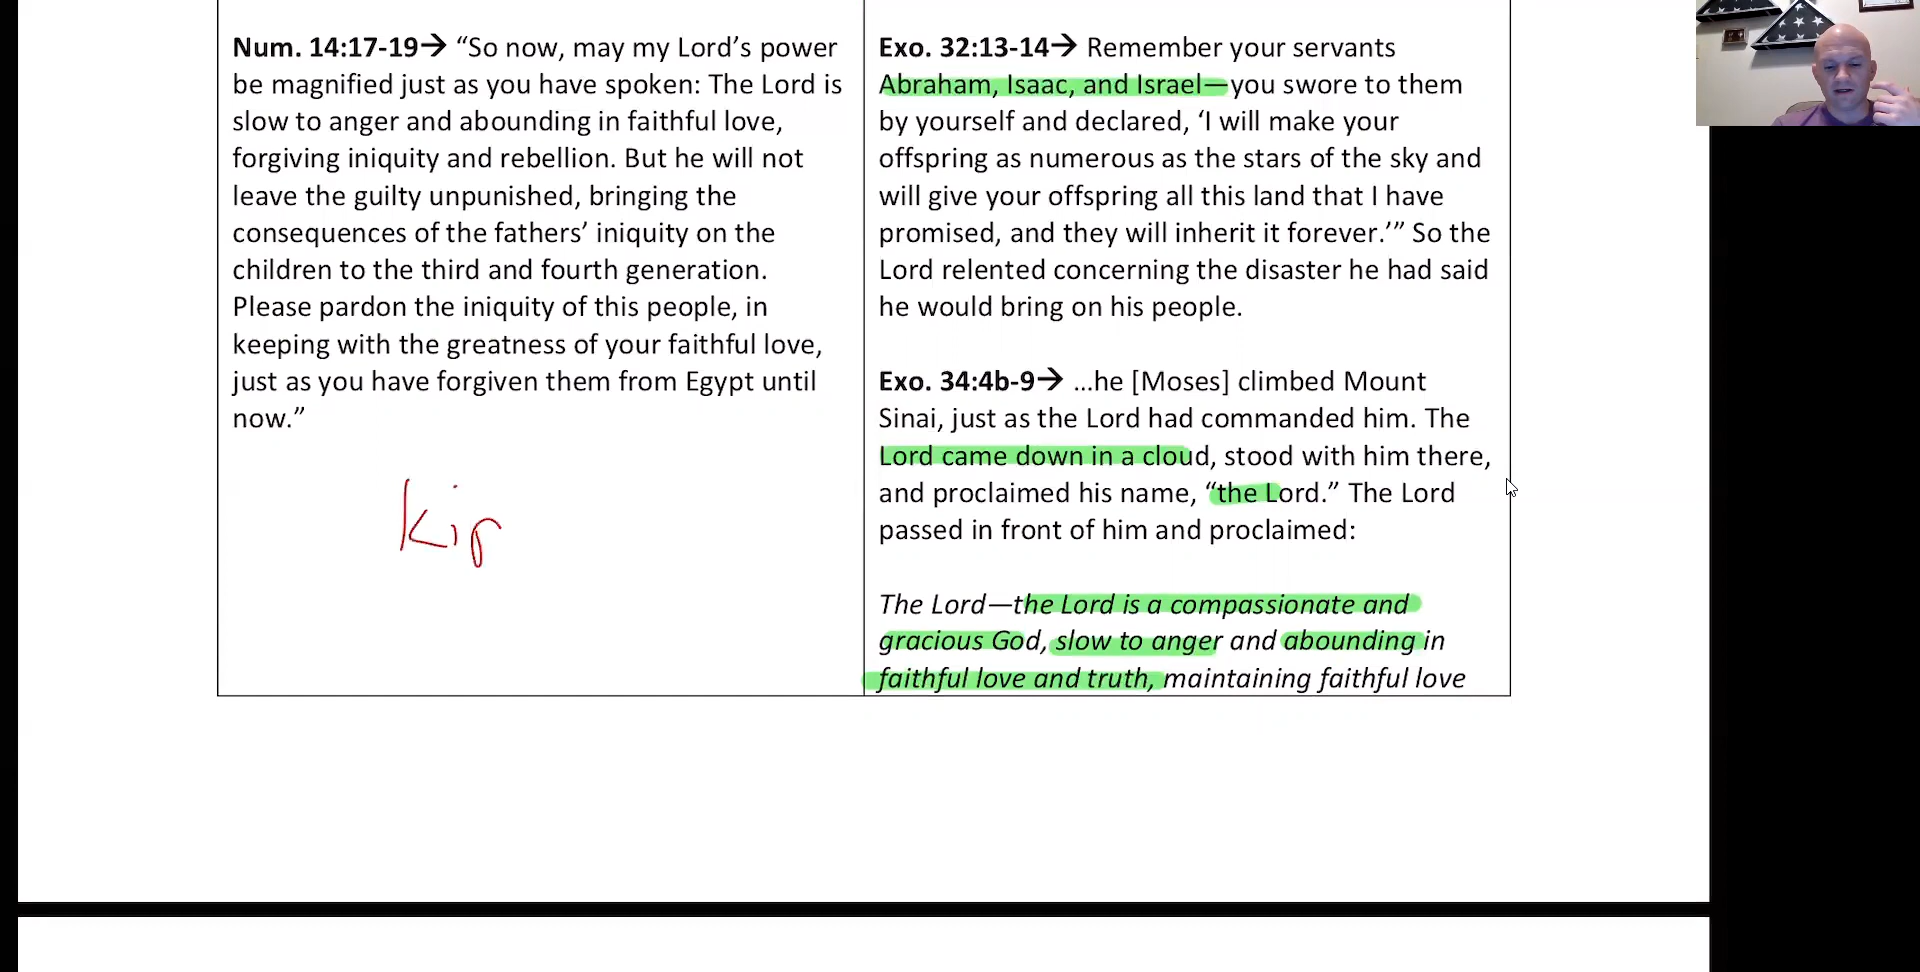 Num. 14:17-19→ “So now, may my Lord’s power
be magnified just as you have spoken: The Lord is
slow to anger and abounding in faithful love,
forgiving iniquity and rebellion. But he will not
leave the guilty unpunished, bringing the
consequences of the fathers’ iniquity on the
children to the third and fourth generation.
Please pardon the iniquity of this people, in
keeping with the greatness of your faithful love,
just as you have forgiven them from Egypt until
now.”
Kip
Exo. 32:13-14→ Remember your servants
Abraham, Isaac, and Israel—you swore to them
by yourself and declared, ‘I will make your
offspring as numerous as the stars of the sky and
will give your offspring all this land that I have
promised, and they will inherit it forever.’” So the
Lord relented concerning the disaster he had said
he would bring on his people.
Exo. 34:4b-9→ …he [Moses] climbed Mount
Sinai, just as the Lord had commanded him. The
Lord came down in a cloud, stood with him there,
and proclaimed his name, “the Lord.” The Lord
passed in front of him and proclaimed:
The Lord—the Lord is a compassionate and
gracious God, slow to anger and abounding in
faithful love and truth, maintaining faithful love